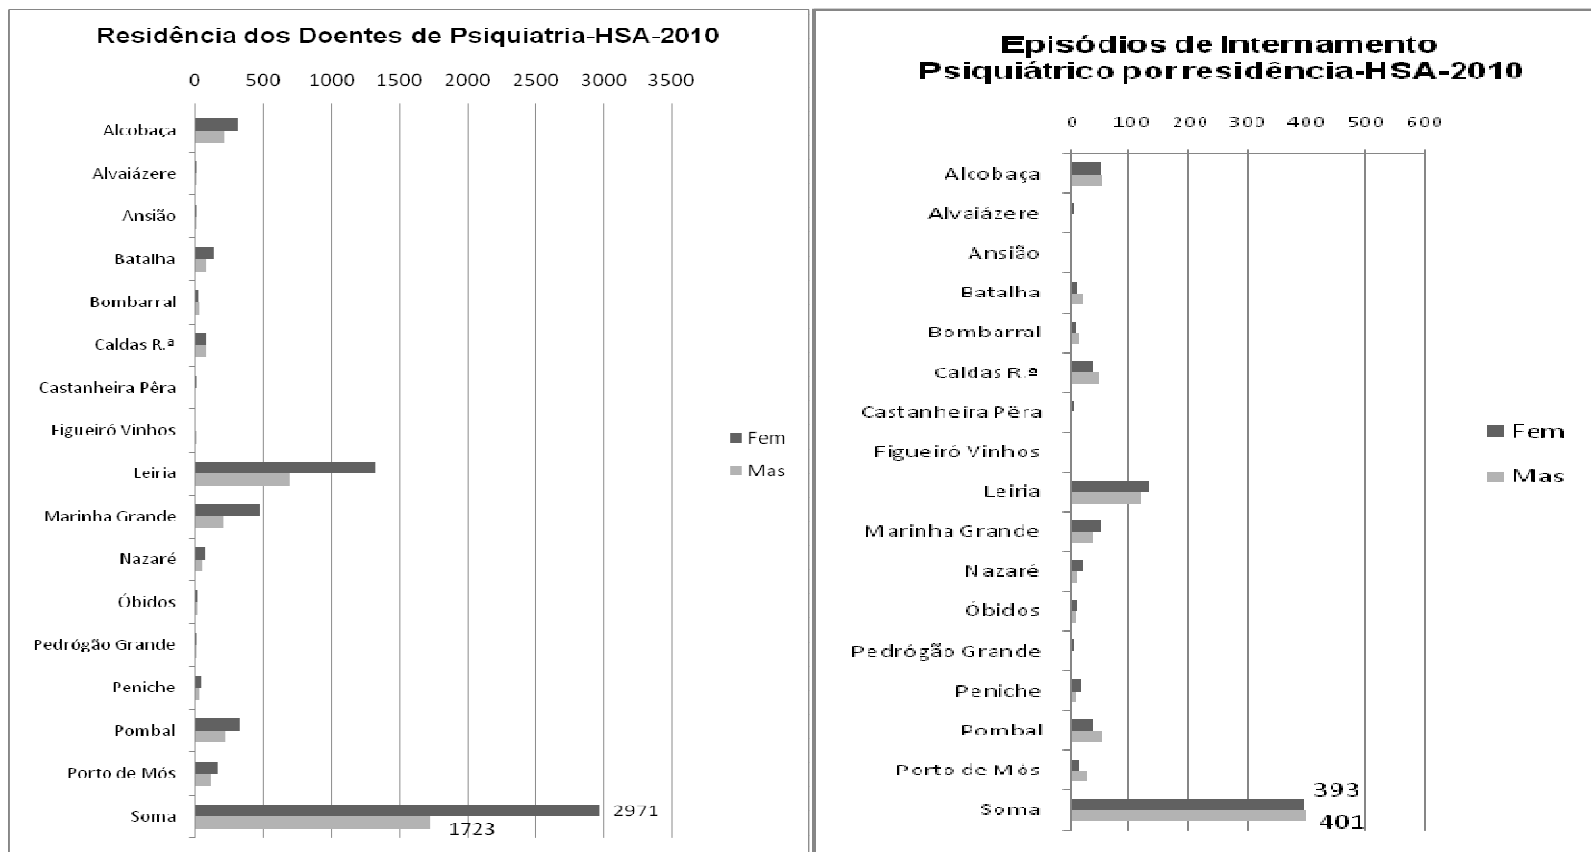 Residência dos Doentes de Psiquiatria-HSA-2010
0 500 1000 1500 2000 2500 3000 3500
Alcobaça
Alvaiázere
Ansião
Batalha
Bombarral
Caldas R.ª
Castanheira Pêra
Figueiró Vinhos
Leiria
Marinha Grande
Nazaré
Óbidos
Pedrógão Grande
Peniche
Pombal
Porto de Mós
Soma
2971
1723
Fem
Mas
Episódios de Internamento
Psiquiátrico por residência-HSA-2010
0 100 200 300 400 500 600
Alcobaça
Alvaiázere
Ansião
Batalha
Bombarral
Caldas R.ª
Castanheira Pêra
Figueiró Vinhos
Leiria
Marinha Grande
Nazaré
Óbidos
Pedrógão Grande
Peniche
Pombal
Porto de Mós
Soma
393
401
Fem
Mas